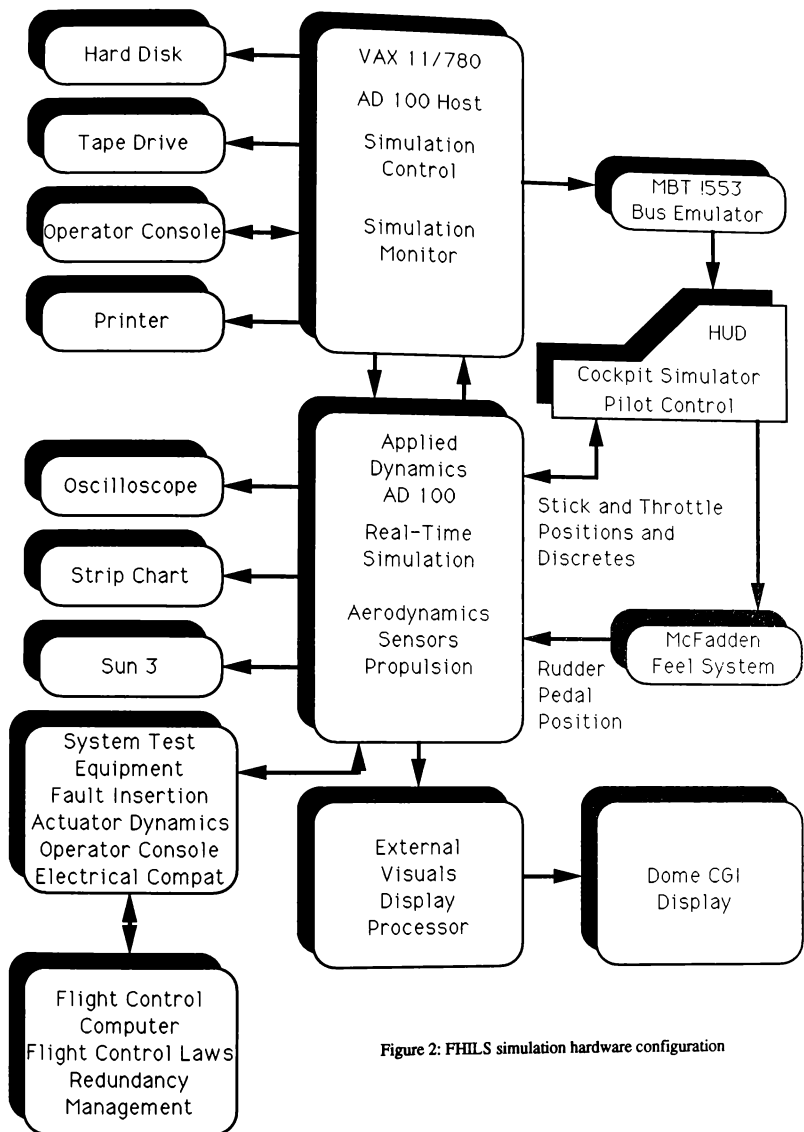 Hard Disk
Tape Drive
Operator Console
Printer
VAX 11/780
AD 100 Host
Simulation
Control
Simulation
Monitor
MBT 1553
Bus Emulator
HUD
Cockpit Simulator
Pilot Control
Oscilloscope
Strip Chart
Sun 3
Applied
Dynamics
AD 100
Real-Time
Simulation
Aerodynamics
Sensors
Propulsion
Stick and Throttle
Positions and
Discretes
McFadden
Feel System
Rudder
Pedal
Position
System Test
Equipment
Fault Insertion
Actuator Dynamics
Operator Console
Electrical Compat
External
Visuals
Display
Processor
Dome CGI
Display
Flight Control
Computer
Flight Control Laws
Redundancy
Management
Figure 2: FHILS simulation hardware configuration